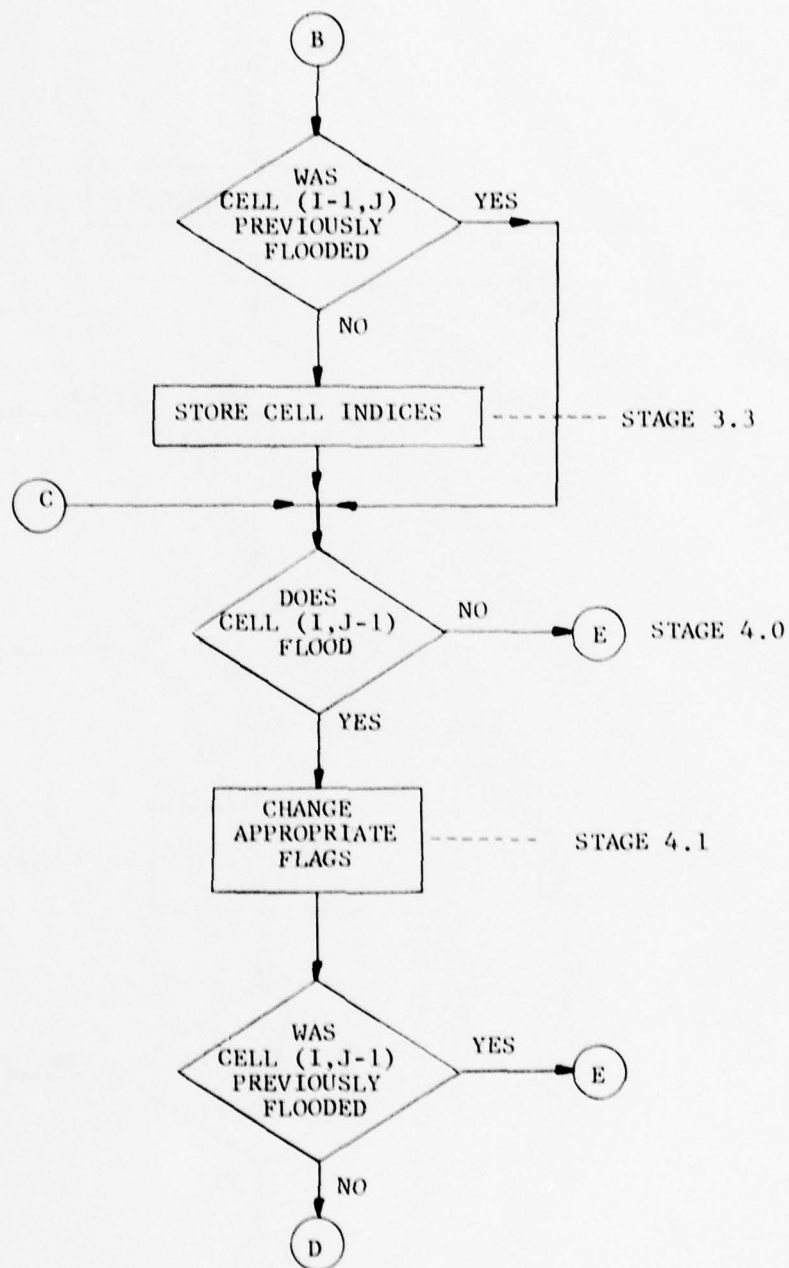 B
WAS
CELL (I-1,J)
PREVIOUSLY
FLOODED
YES
NO
STORE CELL INDICES
STAGE 3.3
C
DOES
CELL (I,J-1)
FLOOD
NO
E
STAGE 4.0
YES
CHANGE
APPROPRIATE
FLAGS
STAGE 4.1
WAS
CELL (I,J-1)
PREVIOUSLY
FLOODED
YES
E
NO
D